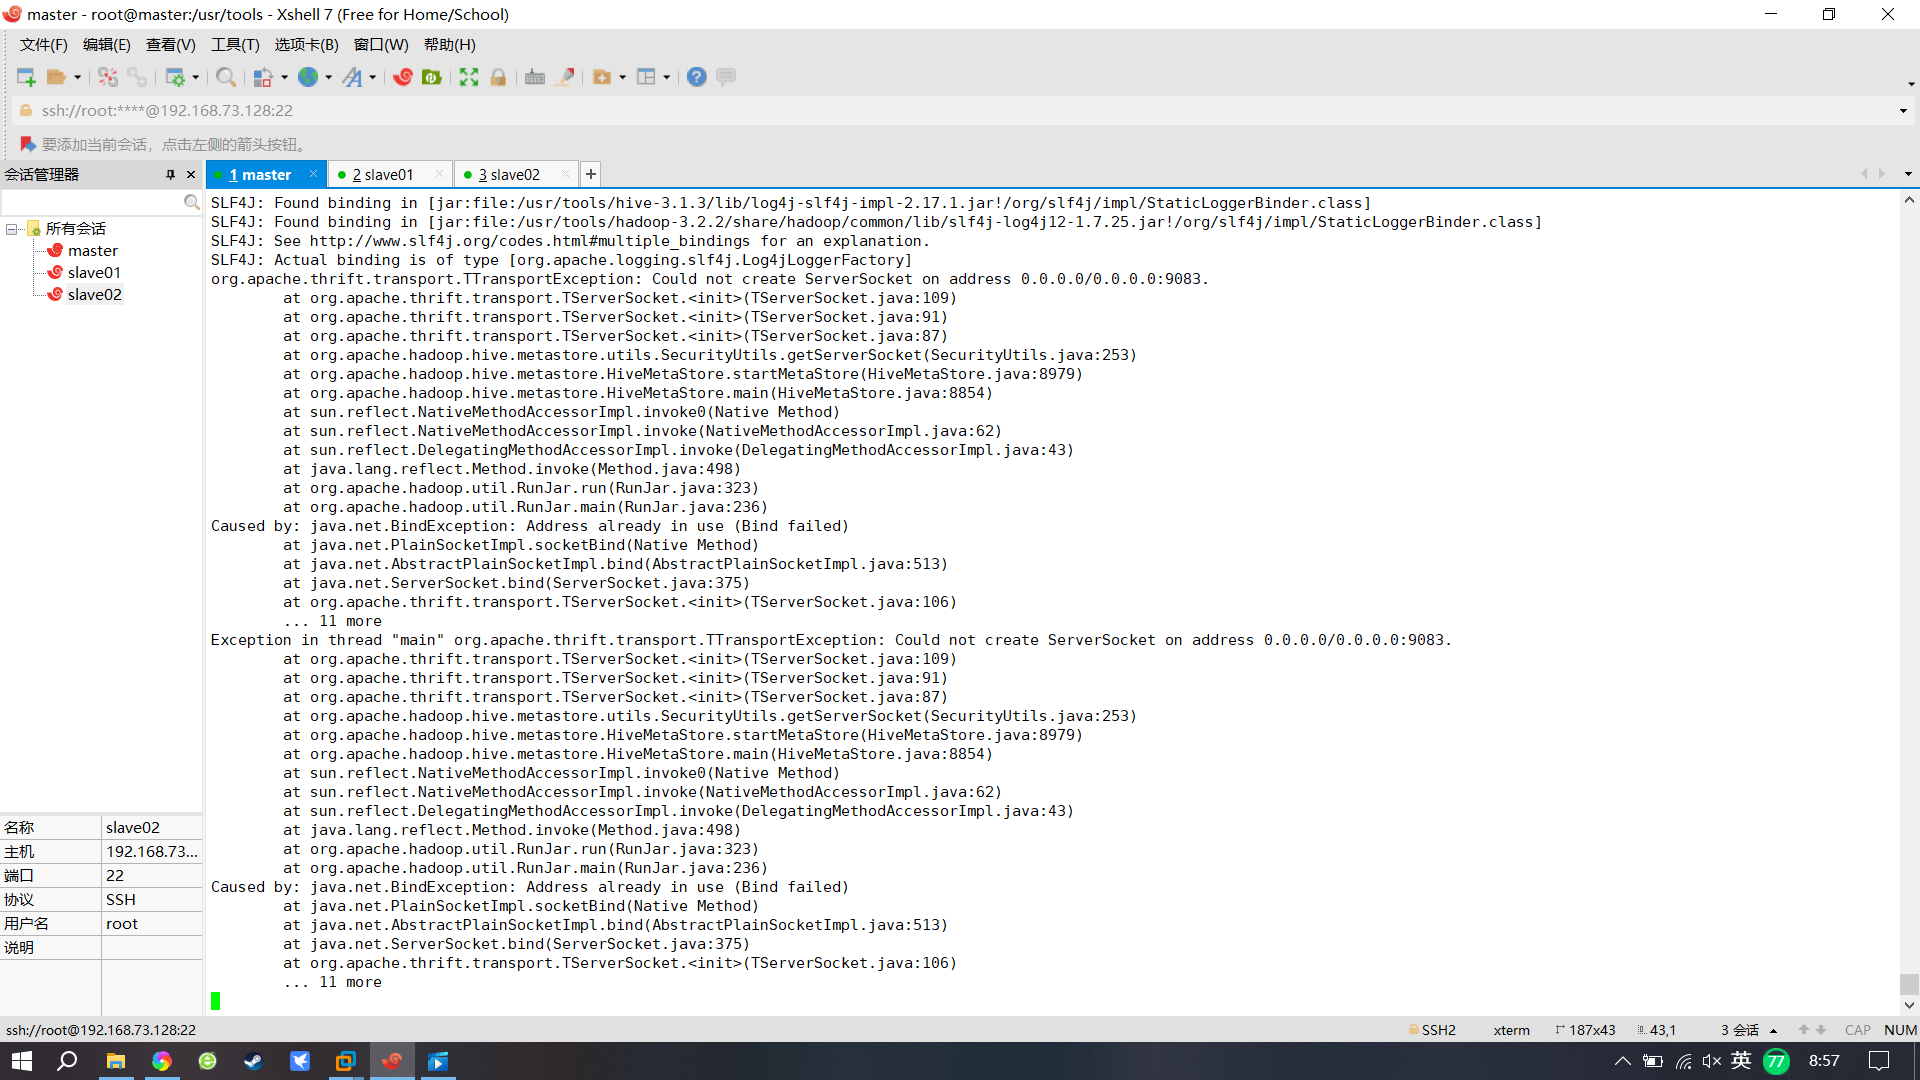 master - root@master:/usr/tools - Xshell 7 (Free for Home/School)
文件(F) 编辑(E) 查看(V) 工具(T) 选项卡(B) 窗口(W) 帮助(H)
ssh://root:****@192.168.73.128:22
要添加当前会话，点击左侧的箭头按钮。
会话管理器
1 master
2 slave01
3 slave02
所有会话
master
slave01
slave02
SLF4J: Found binding in [jar:file:/usr/tools/hive-3.1.3/lib/log4j-slf4j-impl-2.17.1.jar!/org/slf4j/impl/StaticLoggerBinder.class]
SLF4J: Found binding in [jar:file:/usr/tools/hadoop-3.2.2/share/hadoop/common/lib/slf4j-log4j12-1.7.25.jar!/org/slf4j/impl/StaticLoggerBinder.class]
SLF4J: See http://www.slf4j.org/codes.html#multiple_bindings for an explanation.
SLF4J: Actual binding is of type [org.apache.logging.slf4j.Log4jLoggerFactory]
org.apache.thrift.transport.TTransportException: Could not create ServerSocket on address 0.0.0.0/0.0.0.0:9083.
at org.apache.thrift.transport.TServerSocket.<init>(TServerSocket.java:109)
at org.apache.thrift.transport.TServerSocket.<init>(TServerSocket.java:91)
at org.apache.thrift.transport.TServerSocket.<init>(TServerSocket.java:87)
at org.apache.hadoop.hive.metastore.utils.SecurityUtils.getServerSocket(SecurityUtils.java:253)
at org.apache.hadoop.hive.metastore.HiveMetaStore.startMetaStore(HiveMetaStore.java:8979)
at org.apache.hadoop.hive.metastore.HiveMetaStore.main(HiveMetaStore.java:8854)
at sun.reflect.NativeMethodAccessorImpl.invoke0(Native Method)
at sun.reflect.NativeMethodAccessorImpl.invoke(NativeMethodAccessorImpl.java:62)
at sun.reflect.DelegatingMethodAccessorImpl.invoke(DelegatingMethodAccessorImpl.java:43)
at java.lang.reflect.Method.invoke(Method.java:498)
at org.apache.hadoop.util.RunJar.run(RunJar.java:323)
at org.apache.hadoop.util.RunJar.main(RunJar.java:236)
Caused by: java.net.BindException: Address already in use (Bind failed)
at java.net.PlainSocketImpl.socketBind(Native Method)
at java.net.AbstractPlainSocketImpl.bind(AbstractPlainSocketImpl.java:513)
at java.net.ServerSocket.bind(ServerSocket.java:375)
at org.apache.thrift.transport.TServerSocket.<init>(TServerSocket.java:106)
... 11 more
Exception in thread "main" org.apache.thrift.transport.TTransportException: Could not create ServerSocket on address 0.0.0.0/0.0.0.0:9083.
at org.apache.thrift.transport.TServerSocket.<init>(TServerSocket.java:109)
at org.apache.thrift.transport.TServerSocket.<init>(TServerSocket.java:91)
at org.apache.thrift.transport.TServerSocket.<init>(TServerSocket.java:87)
at org.apache.hadoop.hive.metastore.utils.SecurityUtils.getServerSocket(SecurityUtils.java:253)
at org.apache.hadoop.hive.metastore.HiveMetaStore.startMetaStore(HiveMetaStore.java:8979)
at org.apache.hadoop.hive.metastore.HiveMetaStore.main(HiveMetaStore.java:8854)
at sun.reflect.NativeMethodAccessorImpl.invoke0(Native Method)
at sun.reflect.NativeMethodAccessorImpl.invoke(NativeMethodAccessorImpl.java:62)
at sun.reflect.DelegatingMethodAccessorImpl.invoke(DelegatingMethodAccessorImpl.java:43)
at java.lang.reflect.Method.invoke(Method.java:498)
at org.apache.hadoop.util.RunJar.run(RunJar.java:323)
at org.apache.hadoop.util.RunJar.main(RunJar.java:236)
Caused by: java.net.BindException: Address already in use (Bind failed)
at java.net.PlainSocketImpl.socketBind(Native Method)
at java.net.AbstractPlainSocketImpl.bind(AbstractPlainSocketImpl.java:513)
at java.net.ServerSocket.bind(ServerSocket.java:375)
at org.apache.thrift.transport.TServerSocket.<init>(TServerSocket.java:106)
... 11 more
名称 slave02
主机 192.168.73...
端口 22
协议 SSH
用户名 root
说明
ssh://root@192.168.73.128:22 SSH2 xterm 187x43 43,1 3 会话 CAP NUM
英 77 8:57